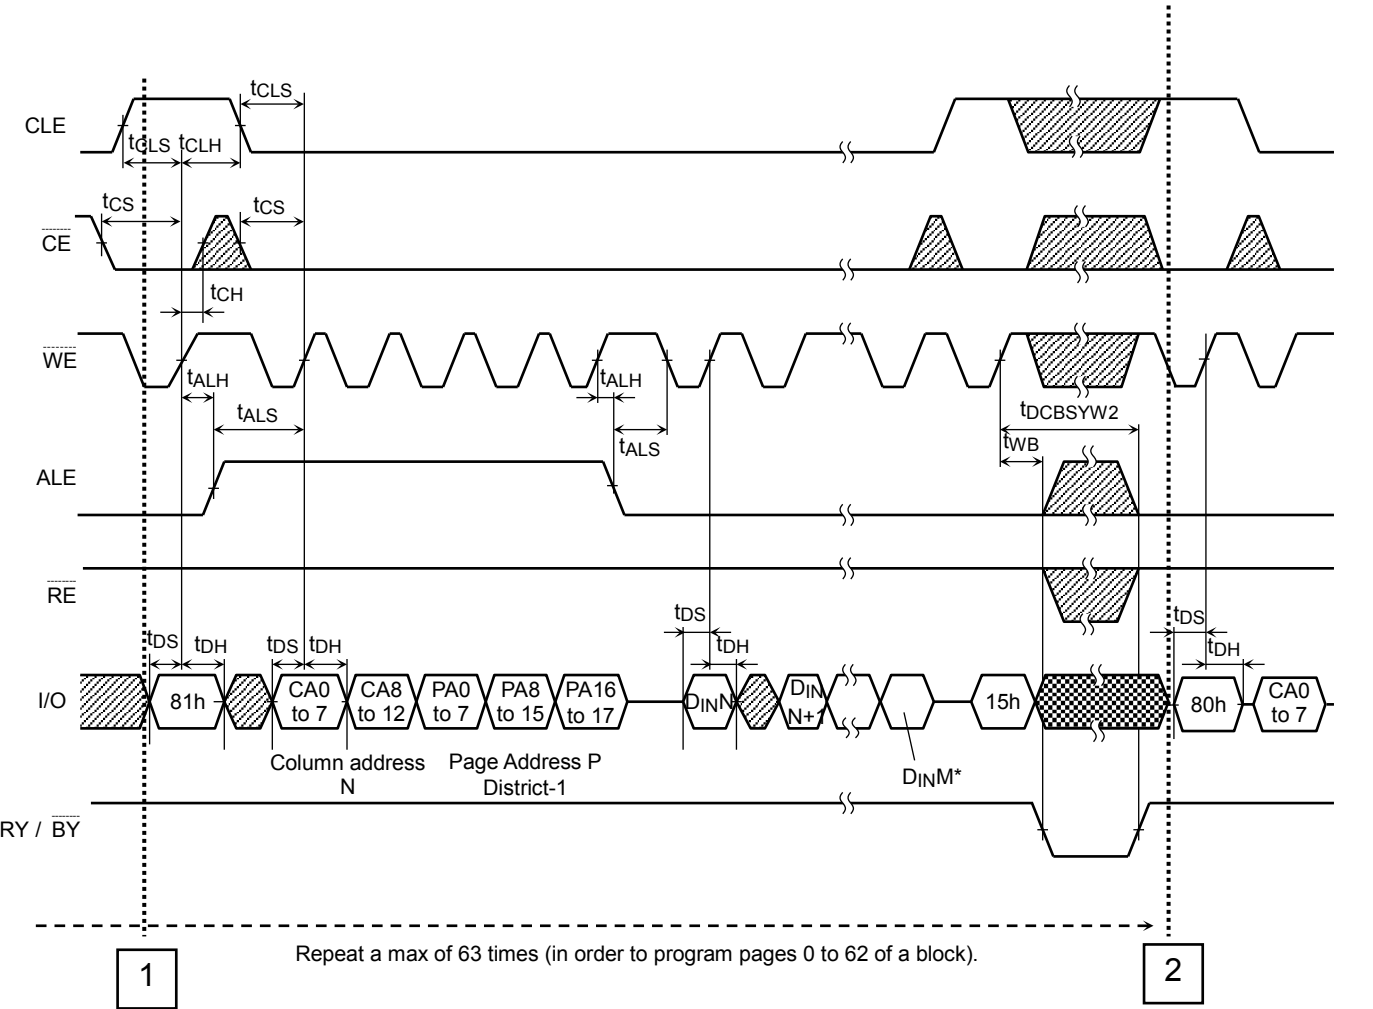 tCLS
CLE
tCLS tCLH
tCS tCS
CE
tCH
WE
tALH tALH
tALS tDCBSYW2
tALS tWB
ALE
RE
tDS tDS
tDS tDH tDS tDH tDH tDH
I/O 81h CA0 to 7 CA8 to 12 PA0 to 7 PA8 to 15 PA16 to 17 DINN DIN N+1 15h 80h CA0 to 7
Column address N
Page Address P
District-1
DINM*
RY / BY
Repeat a max of 63 times (in order to program pages 0 to 62 of a block).
1
2